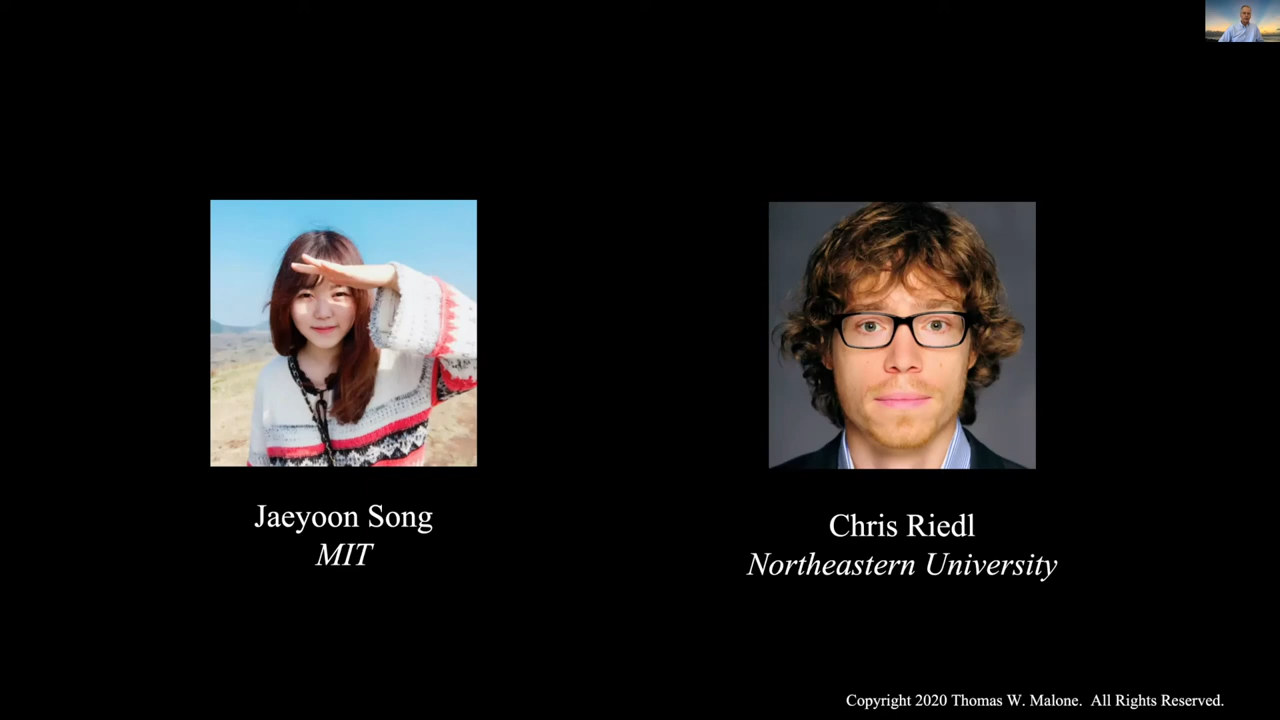 Jaeyoon Song
MIT
Chris Riedl
Northeastern University
Copyright 2020 Thomas W. Malone. All Rights Reserved.